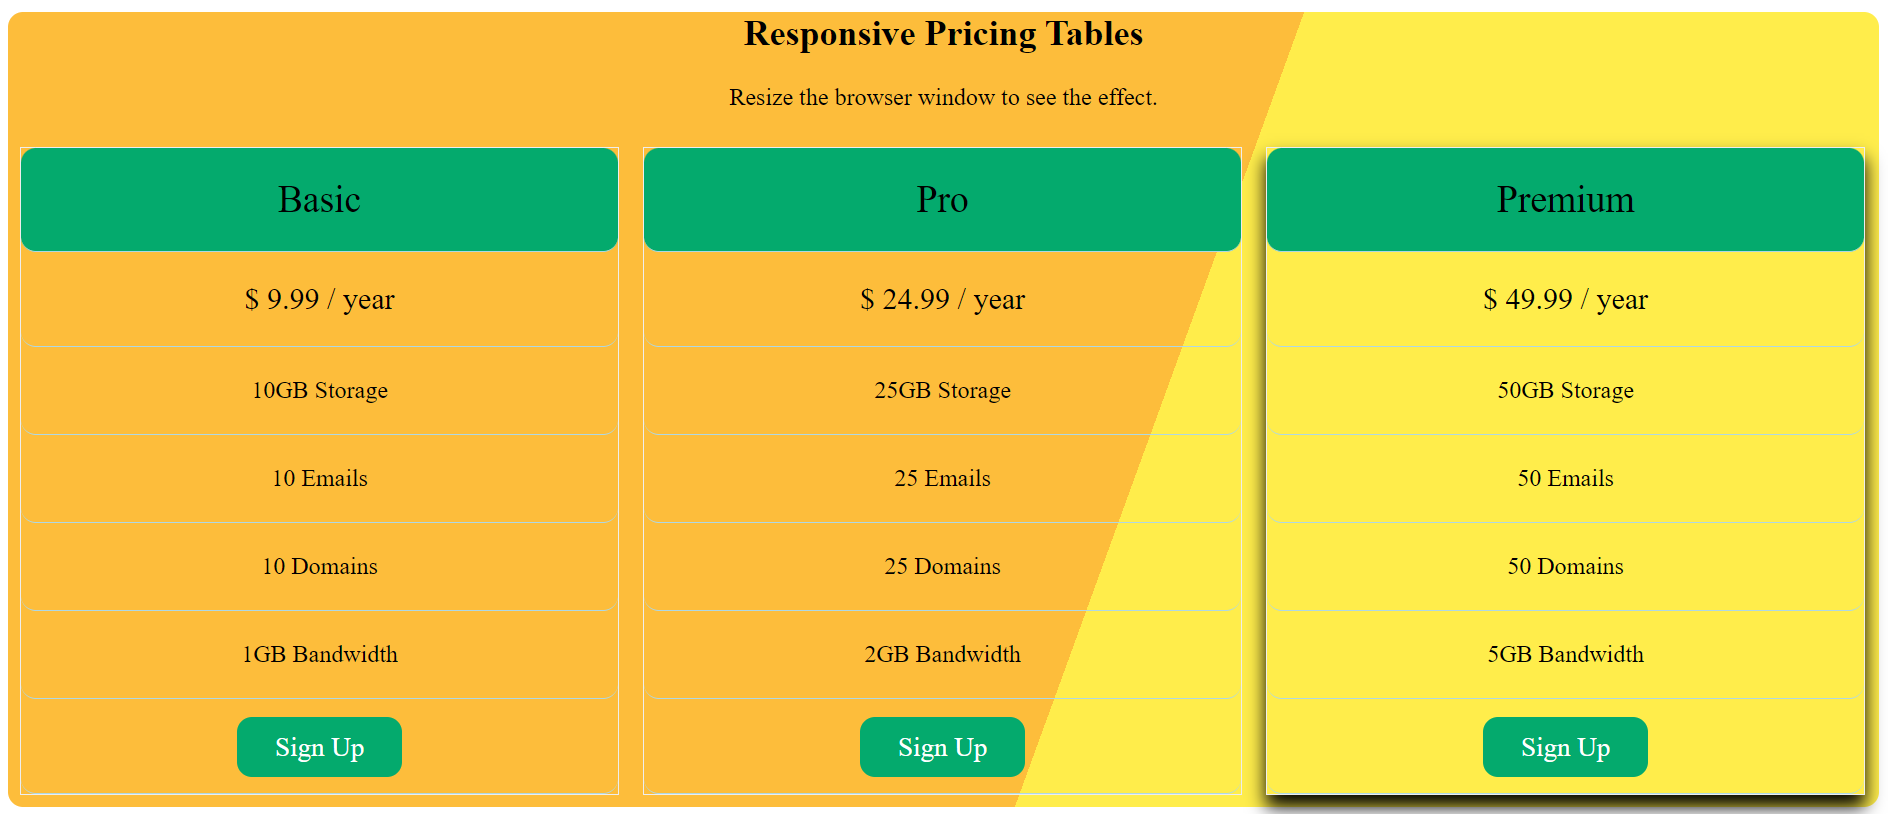 Responsive Pricing Tables
Resize the browser window to see the effect.
Basic
$ 9.99 / year
10GB Storage
10 Emails
10 Domains
1GB Bandwidth
Sign Up
Pro
$ 24.99 / year
25GB Storage
25 Emails
25 Domains
2GB Bandwidth
Sign Up
Premium
$ 49.99 / year
50GB Storage
50 Emails
50 Domains
5GB Bandwidth
Sign Up